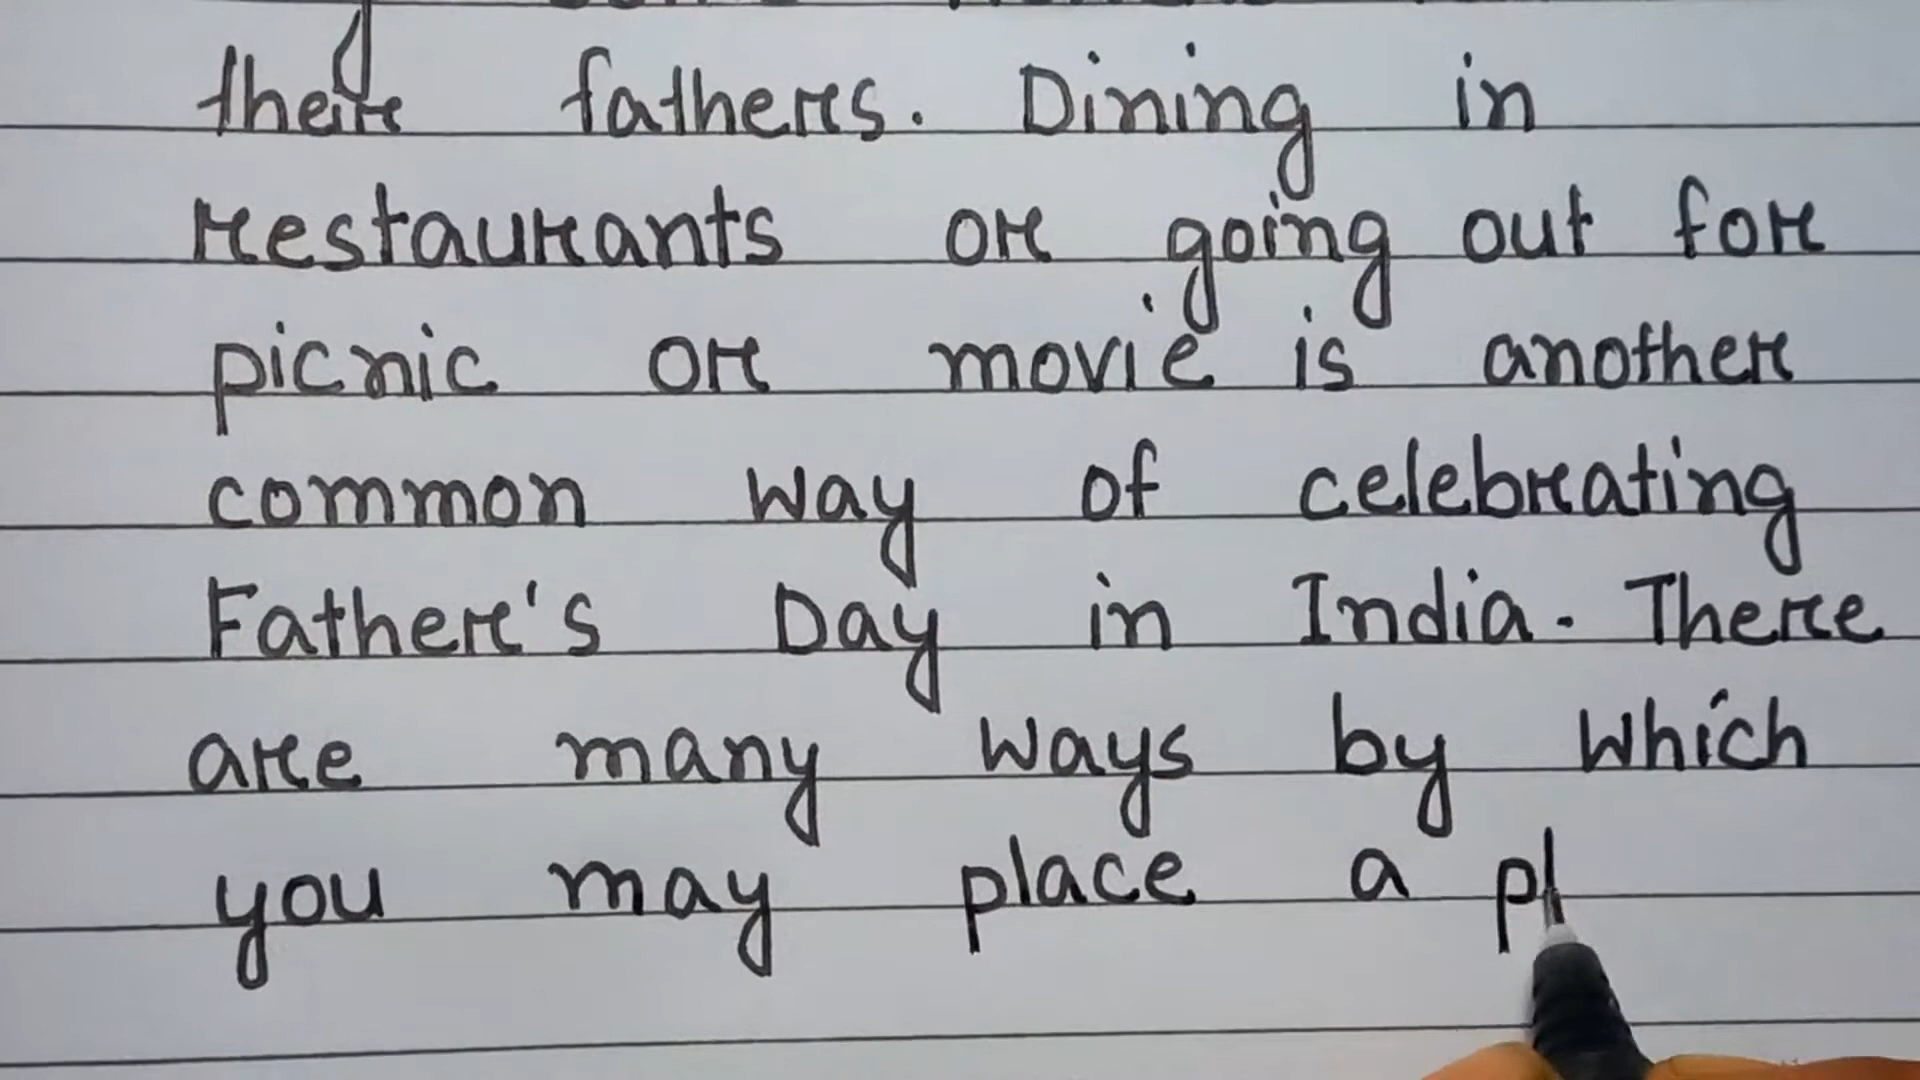 their fathers. Dining in
restaurants or going out for
picnic or movie is another
common way of celebrating
Father's Day in India. There
are many ways by which
you may place a pl